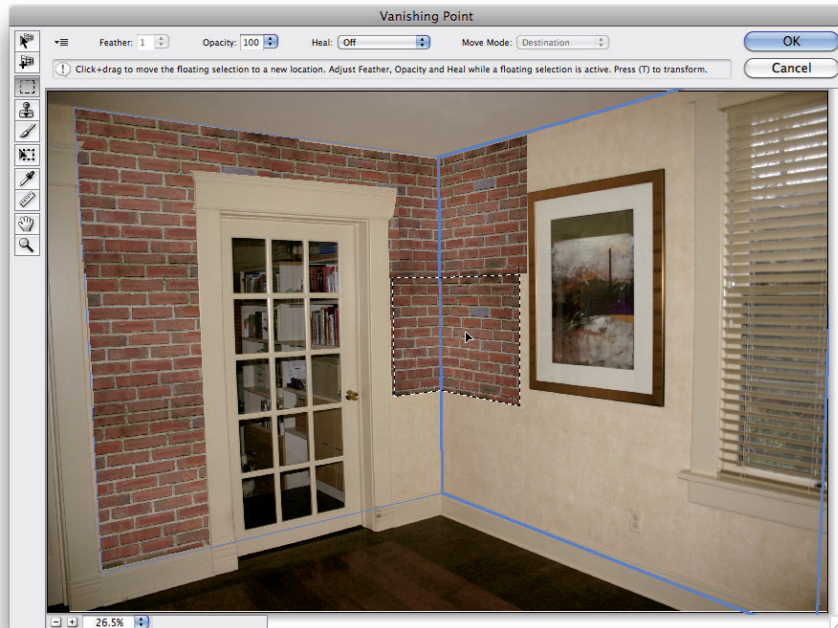 Vanishing Point
Feather: 1 Opacity: 100 Heal: Off Move Mode: Destination OK
Click+drag to move the floating selection to a new location. Adjust Feather, Opacity and Heal while a floating selection is active. Press (T) to transform. Cancel
26.5%